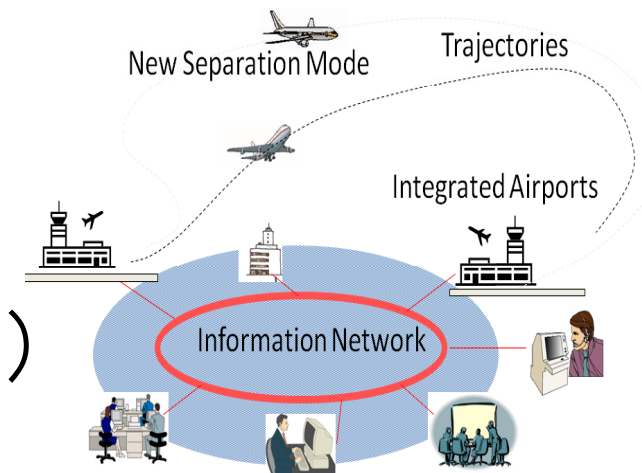 New Separation Mode
Trajectories
Integrated Airports
Information Network
)